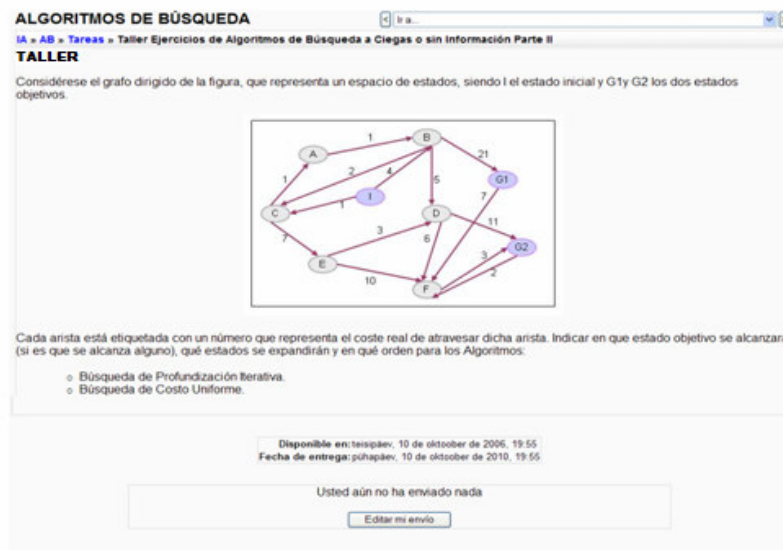 ALGORITMOS DE BÚSQUEDA
Ir a...
IA » AB » Tareas » Taller Ejercicios de Algoritmos de Búsqueda a Ciegas o sin Información Parte II
TALLER
Considérese el grafo dirigido de la figura, que representa un espacio de estados, siendo I el estado inicial y G1y G2 los dos estados
objetivos.
1
B
A
21
2
4
G1
1
I
5
7
C
1
D
11
7
3
6
G2
E
3
10
2
F
Cada arista está etiquetada con un número que representa el coste real de atravesar dicha arista. Indicar en que estado objetivo se alcanzara
(si es que se alcanza alguno), qué estados se expandirán y en qué orden para los Algoritmos:
Búsqueda de Profundización Iterativa.
Búsqueda de Costo Uniforme.
Disponible en: teisipäev, 10 de oktoober de 2006, 19:55
Fecha de entrega: pühapäev, 10 de oktoober de 2010, 19:55
Usted aún no ha enviado nada
Editar mi envío